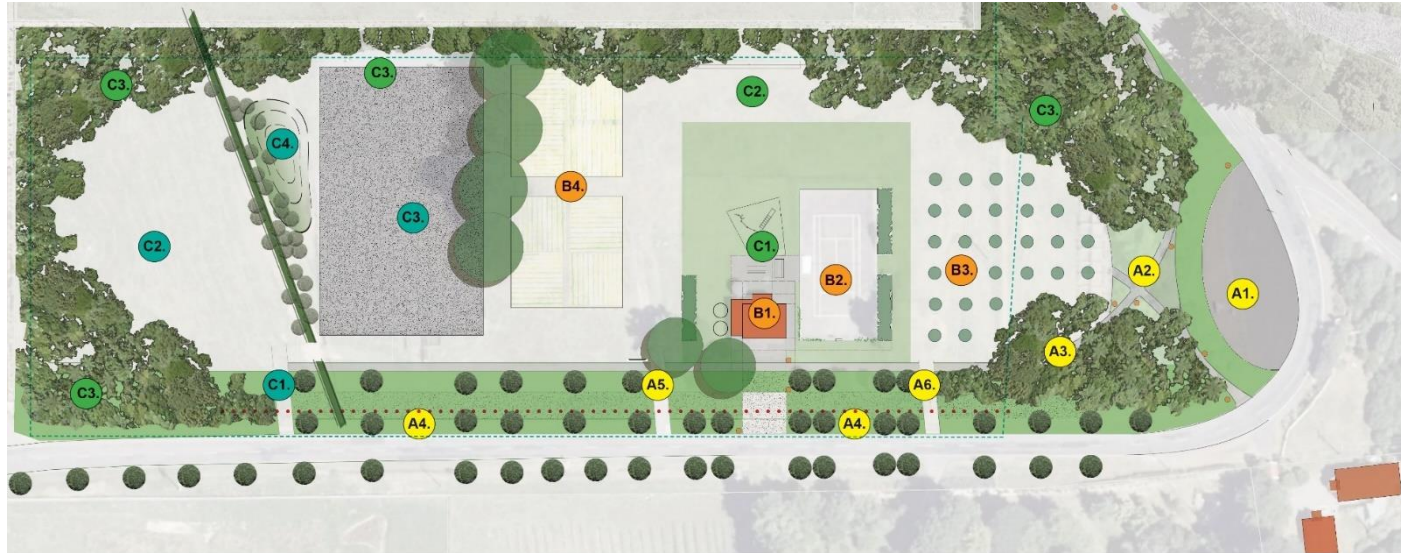 C3.
C3.
C2.
C3.
C4.
B4.
C3.
C2.
C1.
B3.
A2.
B2.
A1.
B1.
A3.
C3.
C1.
A5.
A6.
A4.
A4.